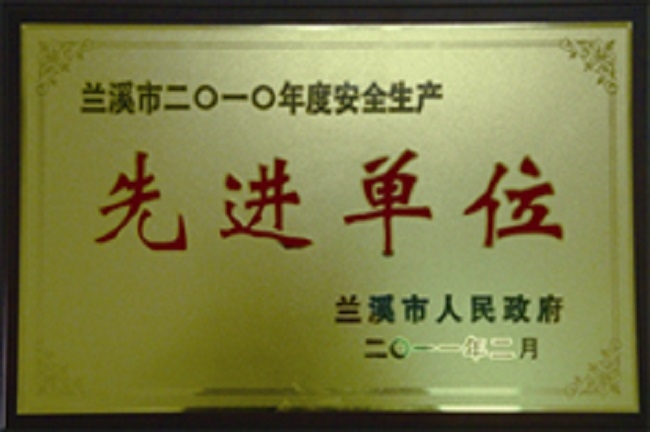 兰溪市二〇一〇年度安全生产
先进单位
兰溪市人民政府
二〇一一年二月